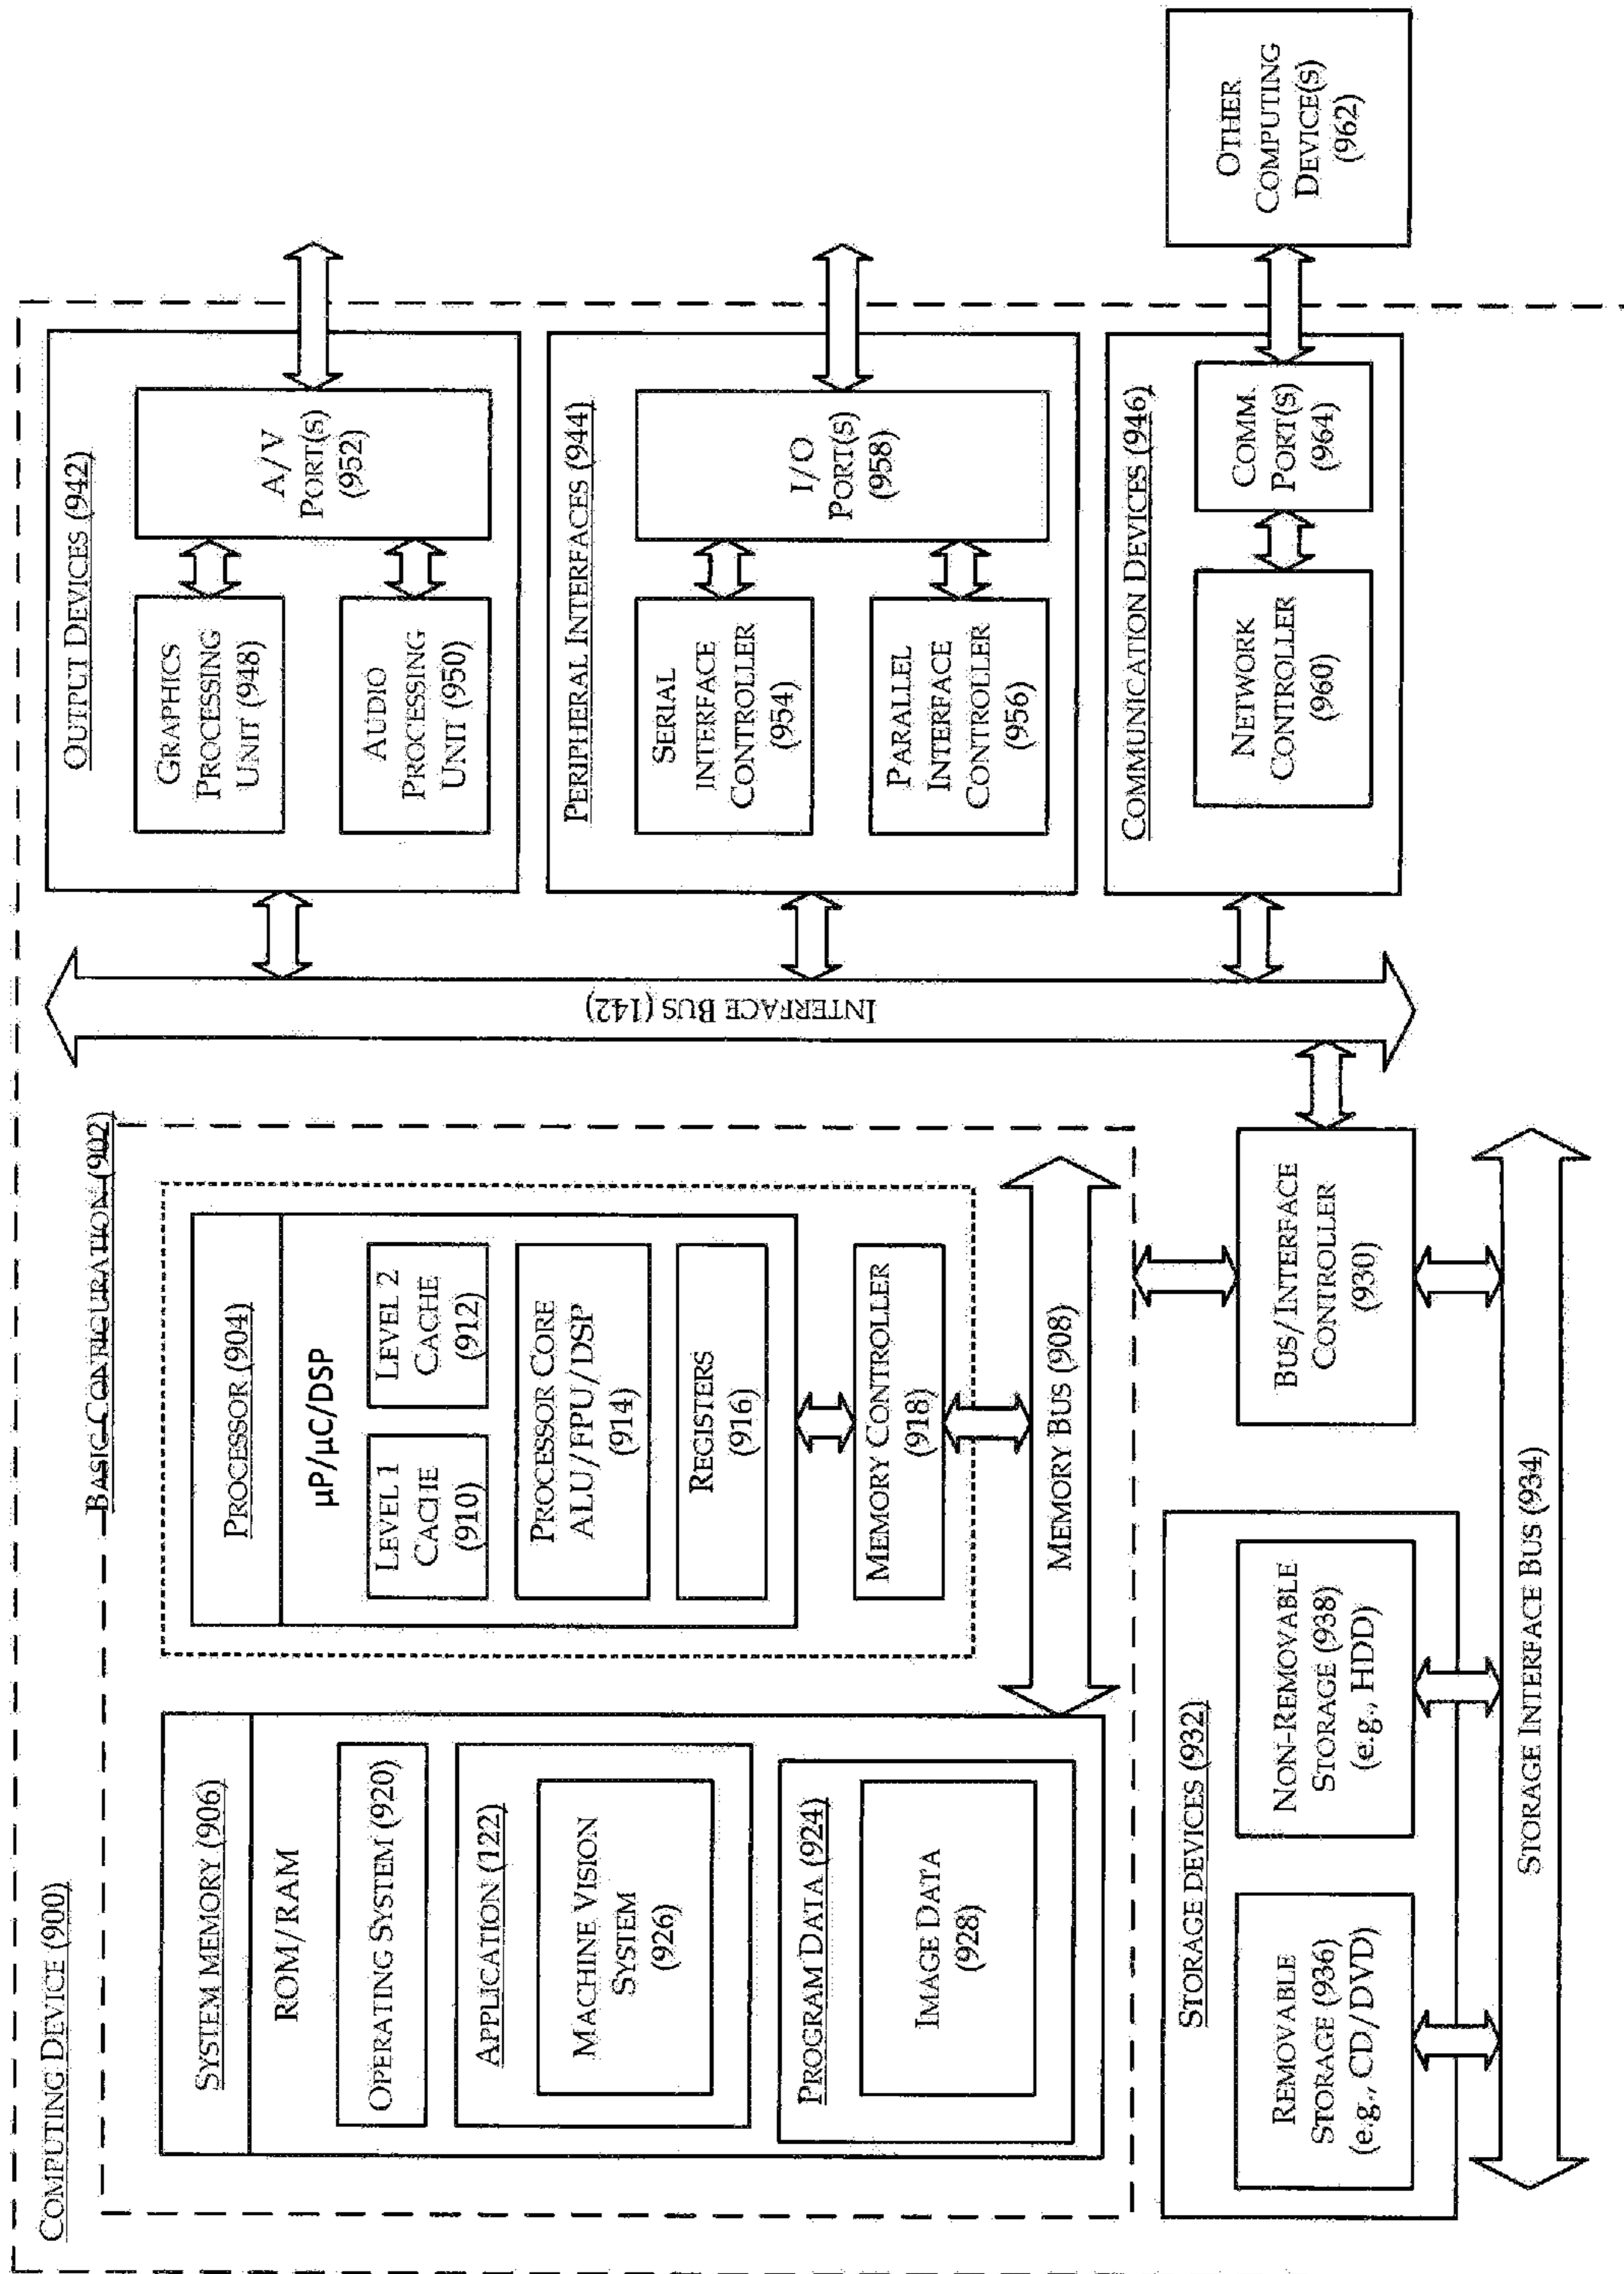 COMPUTING DEVICE (900)
BASIC CONFIGURATION (902)
SYSTEM MEMORY (906)
ROM/RAM
OPERATING SYSTEM (920)
APPLICATION (122)
MACHINE VISION
SYSTEM
(926)
PROGRAM DATA (924)
IMAGE DATA
(928)
PROCESSOR (904)
µP/µC/DSP
LEVEL 1
CACHE
(910)
LEVEL 2
CACHE
(912)
PROCESSOR CORE
ALU/FPU/DSP
(914)
REGISTERS
(916)
MEMORY CONTROLLER
(918)
MEMORY BUS (908)
STORAGE DEVICES (932)
REMOVABLE
STORAGE (936)
(e.g., CD/DVD)
NON-REMOVABLE
STORAGE (938)
(e.g., HDD)
BUS/INTERFACE
CONTROLLER
(930)
STORAGE INTERFACE BUS (934)
INTERFACE BUS (142)
OUTPUT DEVICES (942)
GRAPHICS
PROCESSING
UNIT (948)
AUDIO
PROCESSING
UNIT (950)
A/V
PORT(S)
(952)
PERIPHERAL INTERFACES (944)
SERIAL
INTERFACE
CONTROLLER
(954)
PARALLEL
INTERFACE
CONTROLLER
(956)
I/O
PORT(S)
(958)
COMMUNICATION DEVICES (946)
NETWORK
CONTROLLER
(960)
COMM.
PORT(S)
(964)
OTHER
COMPUTING
DEVICE(S)
(962)